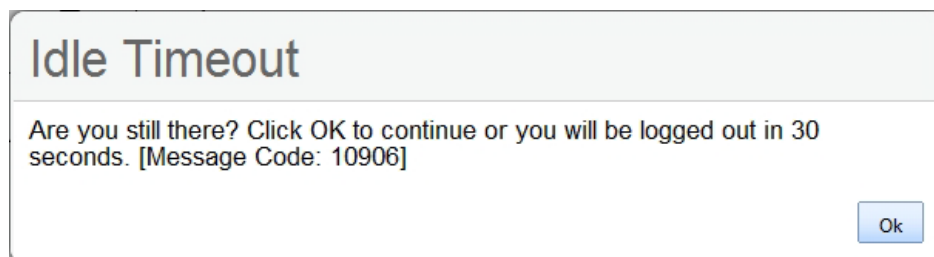 Idle Timeout
Are you still there? Click OK to continue or you will be logged out in 30
seconds. [Message Code: 10906]
Ok